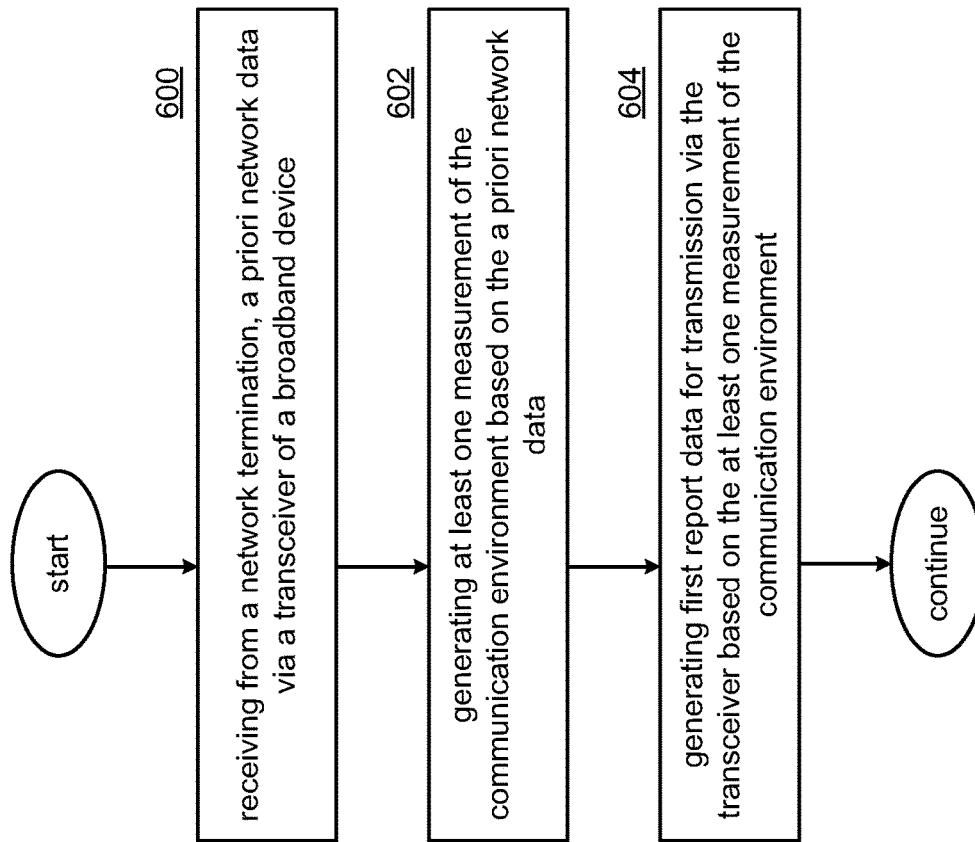 start
600
receiving from a network termination, a priori network data
via a transceiver of a broadband device
602
generating at least one measurement of the
communication environment based on the a priori network
data
604
generating first report data for transmission via the
transceiver based on the at least one measurement of the
communication environment
continue